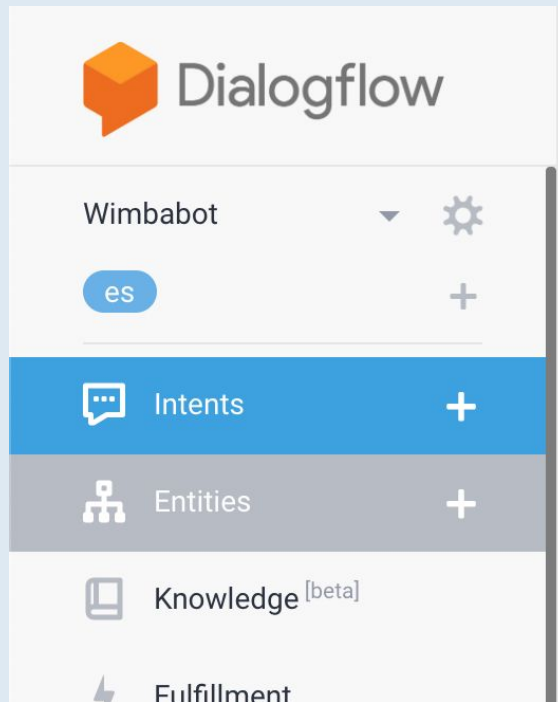 Dialogflow
Wimbabot
es
Intents
Entities
Knowledge [beta]
Fulfillment